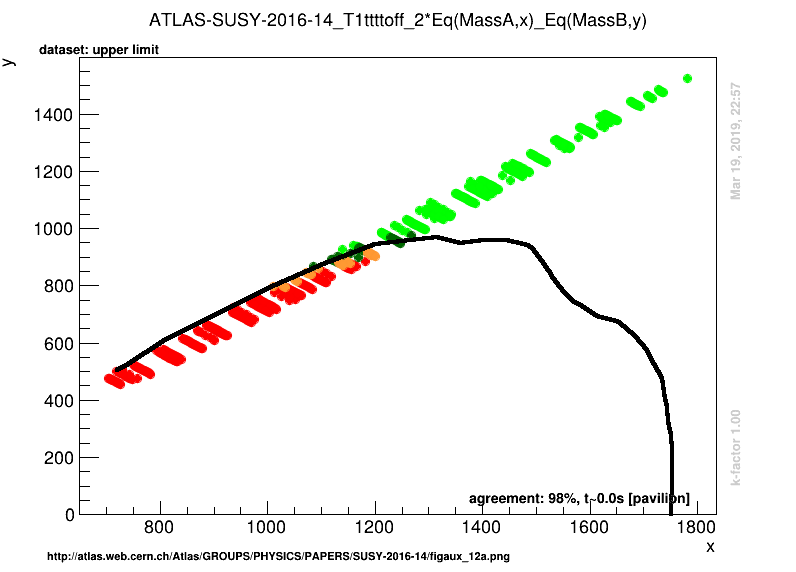 ATLAS-SUSY-2016-14_T1ttttoff_2*Eq(MassA,x)_Eq(MassB,y)
dataset: upper limit
y
1400
1200
1000
800
600
400
200
0
800
1000
1200
1400
1600
1800
x
agreement: 98%, t~0.0s [pavilion]
Mar 19, 2019, 22:57
k-factor 1.00
http://atlas.web.cern.ch/Atlas/GROUPS/PHYSICS/PAPERS/SUSY-2016-14/figaux_12a.png